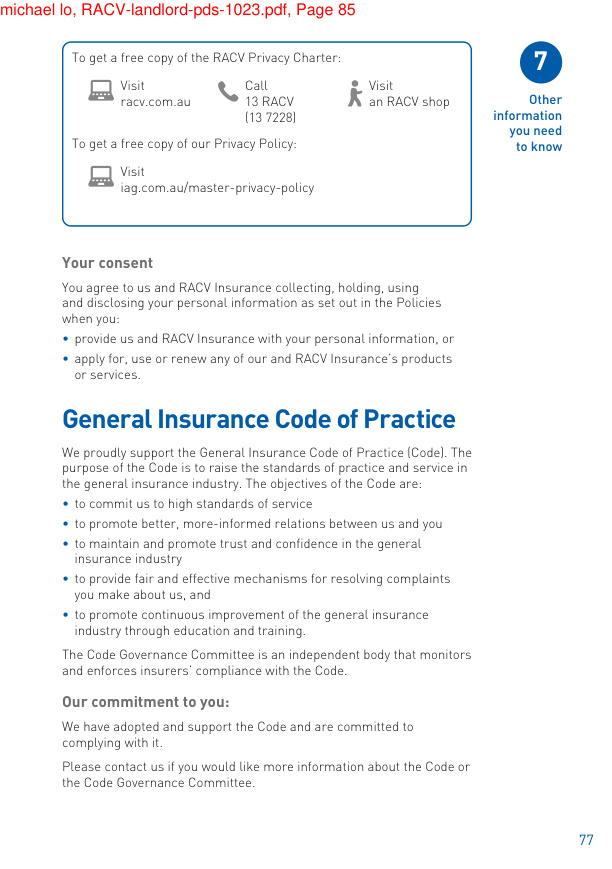 michael lo, RACV-landlord-pds-1023.pdf, Page 85
To get a free copy of the RACV Privacy Charter:
Visit
racv.com.au
Call
13 RACV
(13 7228)
Visit
an RACV shop
To get a free copy of our Privacy Policy:
Visit
iag.com.au/master-privacy-policy
7
Other
information
you need
to know
Your consent
You agree to us and RACV Insurance collecting, holding, using
and disclosing your personal information as set out in the Policies
when you:
• provide us and RACV Insurance with your personal information, or
• apply for, use or renew any of our and RACV Insurance's products
or services.
General Insurance Code of Practice
We proudly support the General Insurance Code of Practice (Code). The
purpose of the Code is to raise the standards of practice and service in
the general insurance industry. The objectives of the Code are:
• to commit us to high standards of service
• to promote better, more-informed relations between us and you
• to maintain and promote trust and confidence in the general
insurance industry
• to provide fair and effective mechanisms for resolving complaints
you make about us, and
• to promote continuous improvement of the general insurance
industry through education and training.
The Code Governance Committee is an independent body that monitors
and enforces insurers' compliance with the Code.
Our commitment to you:
We have adopted and support the Code and are committed to
complying with it.
Please contact us if you would like more information about the Code or
the Code Governance Committee.
77